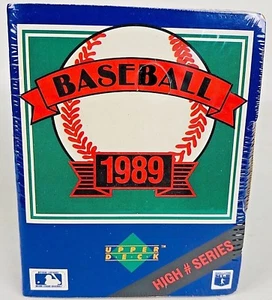 BASEBALL
1989
UPPER
DECK
HIGH # SERIES